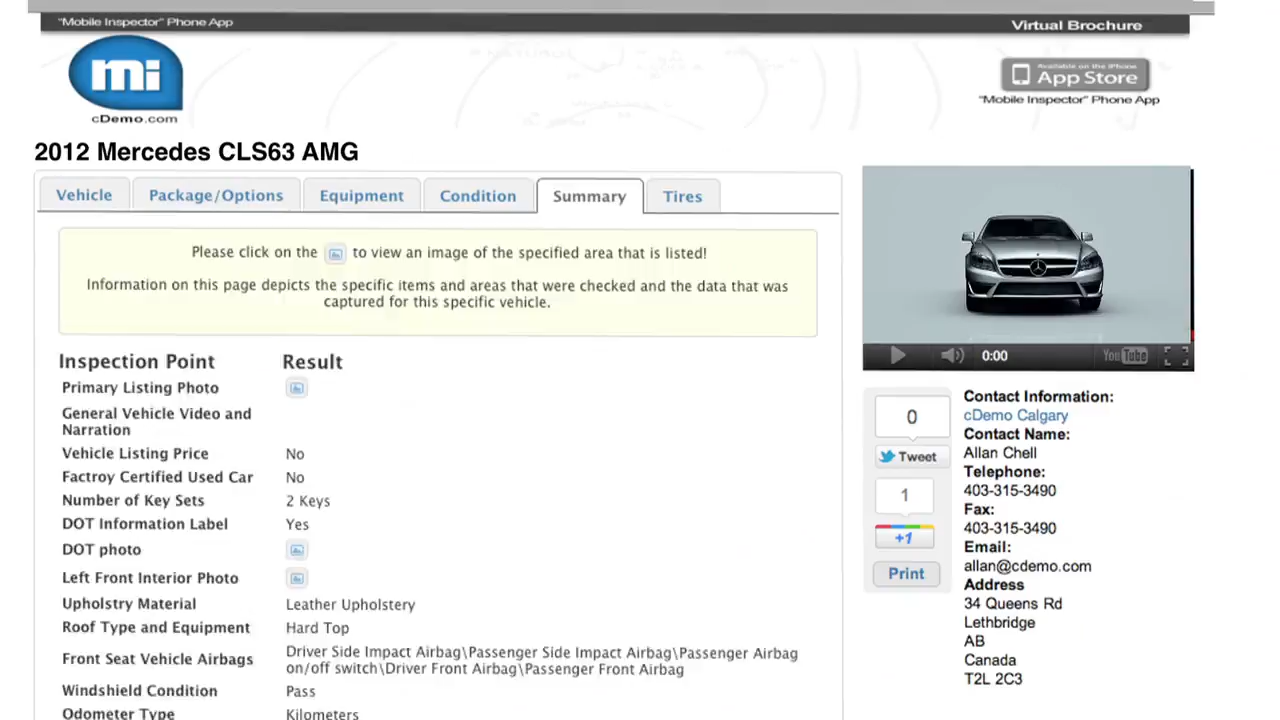 "Mobile Inspector" Phone App
Virtual Brochure
mi
cDemo.com
Available on the iPhone
App Store
"Mobile Inspector" Phone App
2012 Mercedes CLS63 AMG
Vehicle
Package/Options
Equipment
Condition
Summary
Tires
Please click on the to view an image of the specified area that is listed!
Information on this page depicts the specific items and areas that were checked and the data that was
captured for this specific vehicle.
Inspection Point Result
Primary Listing Photo
General Vehicle Video and
Narration
Vehicle Listing Price No
Factroy Certified Used Car No
Number of Key Sets 2 Keys
DOT Information Label Yes
DOT photo
Left Front Interior Photo
Upholstry Material Leather Upholstery
Roof Type and Equipment Hard Top
Front Seat Vehicle Airbags Driver Side Impact Airbag\Passenger Side Impact Airbag\Passenger Airbag
on/off switch\Driver Front Airbag\Passenger Front Airbag
Windshield Condition Pass
Odometer Type Kilometers
0:00
YouTube
0
Tweet
1
+1
Print
Contact Information:
cDemo Calgary
Contact Name:
Allan Chell
Telephone:
403-315-3490
Fax:
403-315-3490
Email:
allan@cdemo.com
Address
34 Queens Rd
Lethbridge
AB
Canada
T2L 2C3